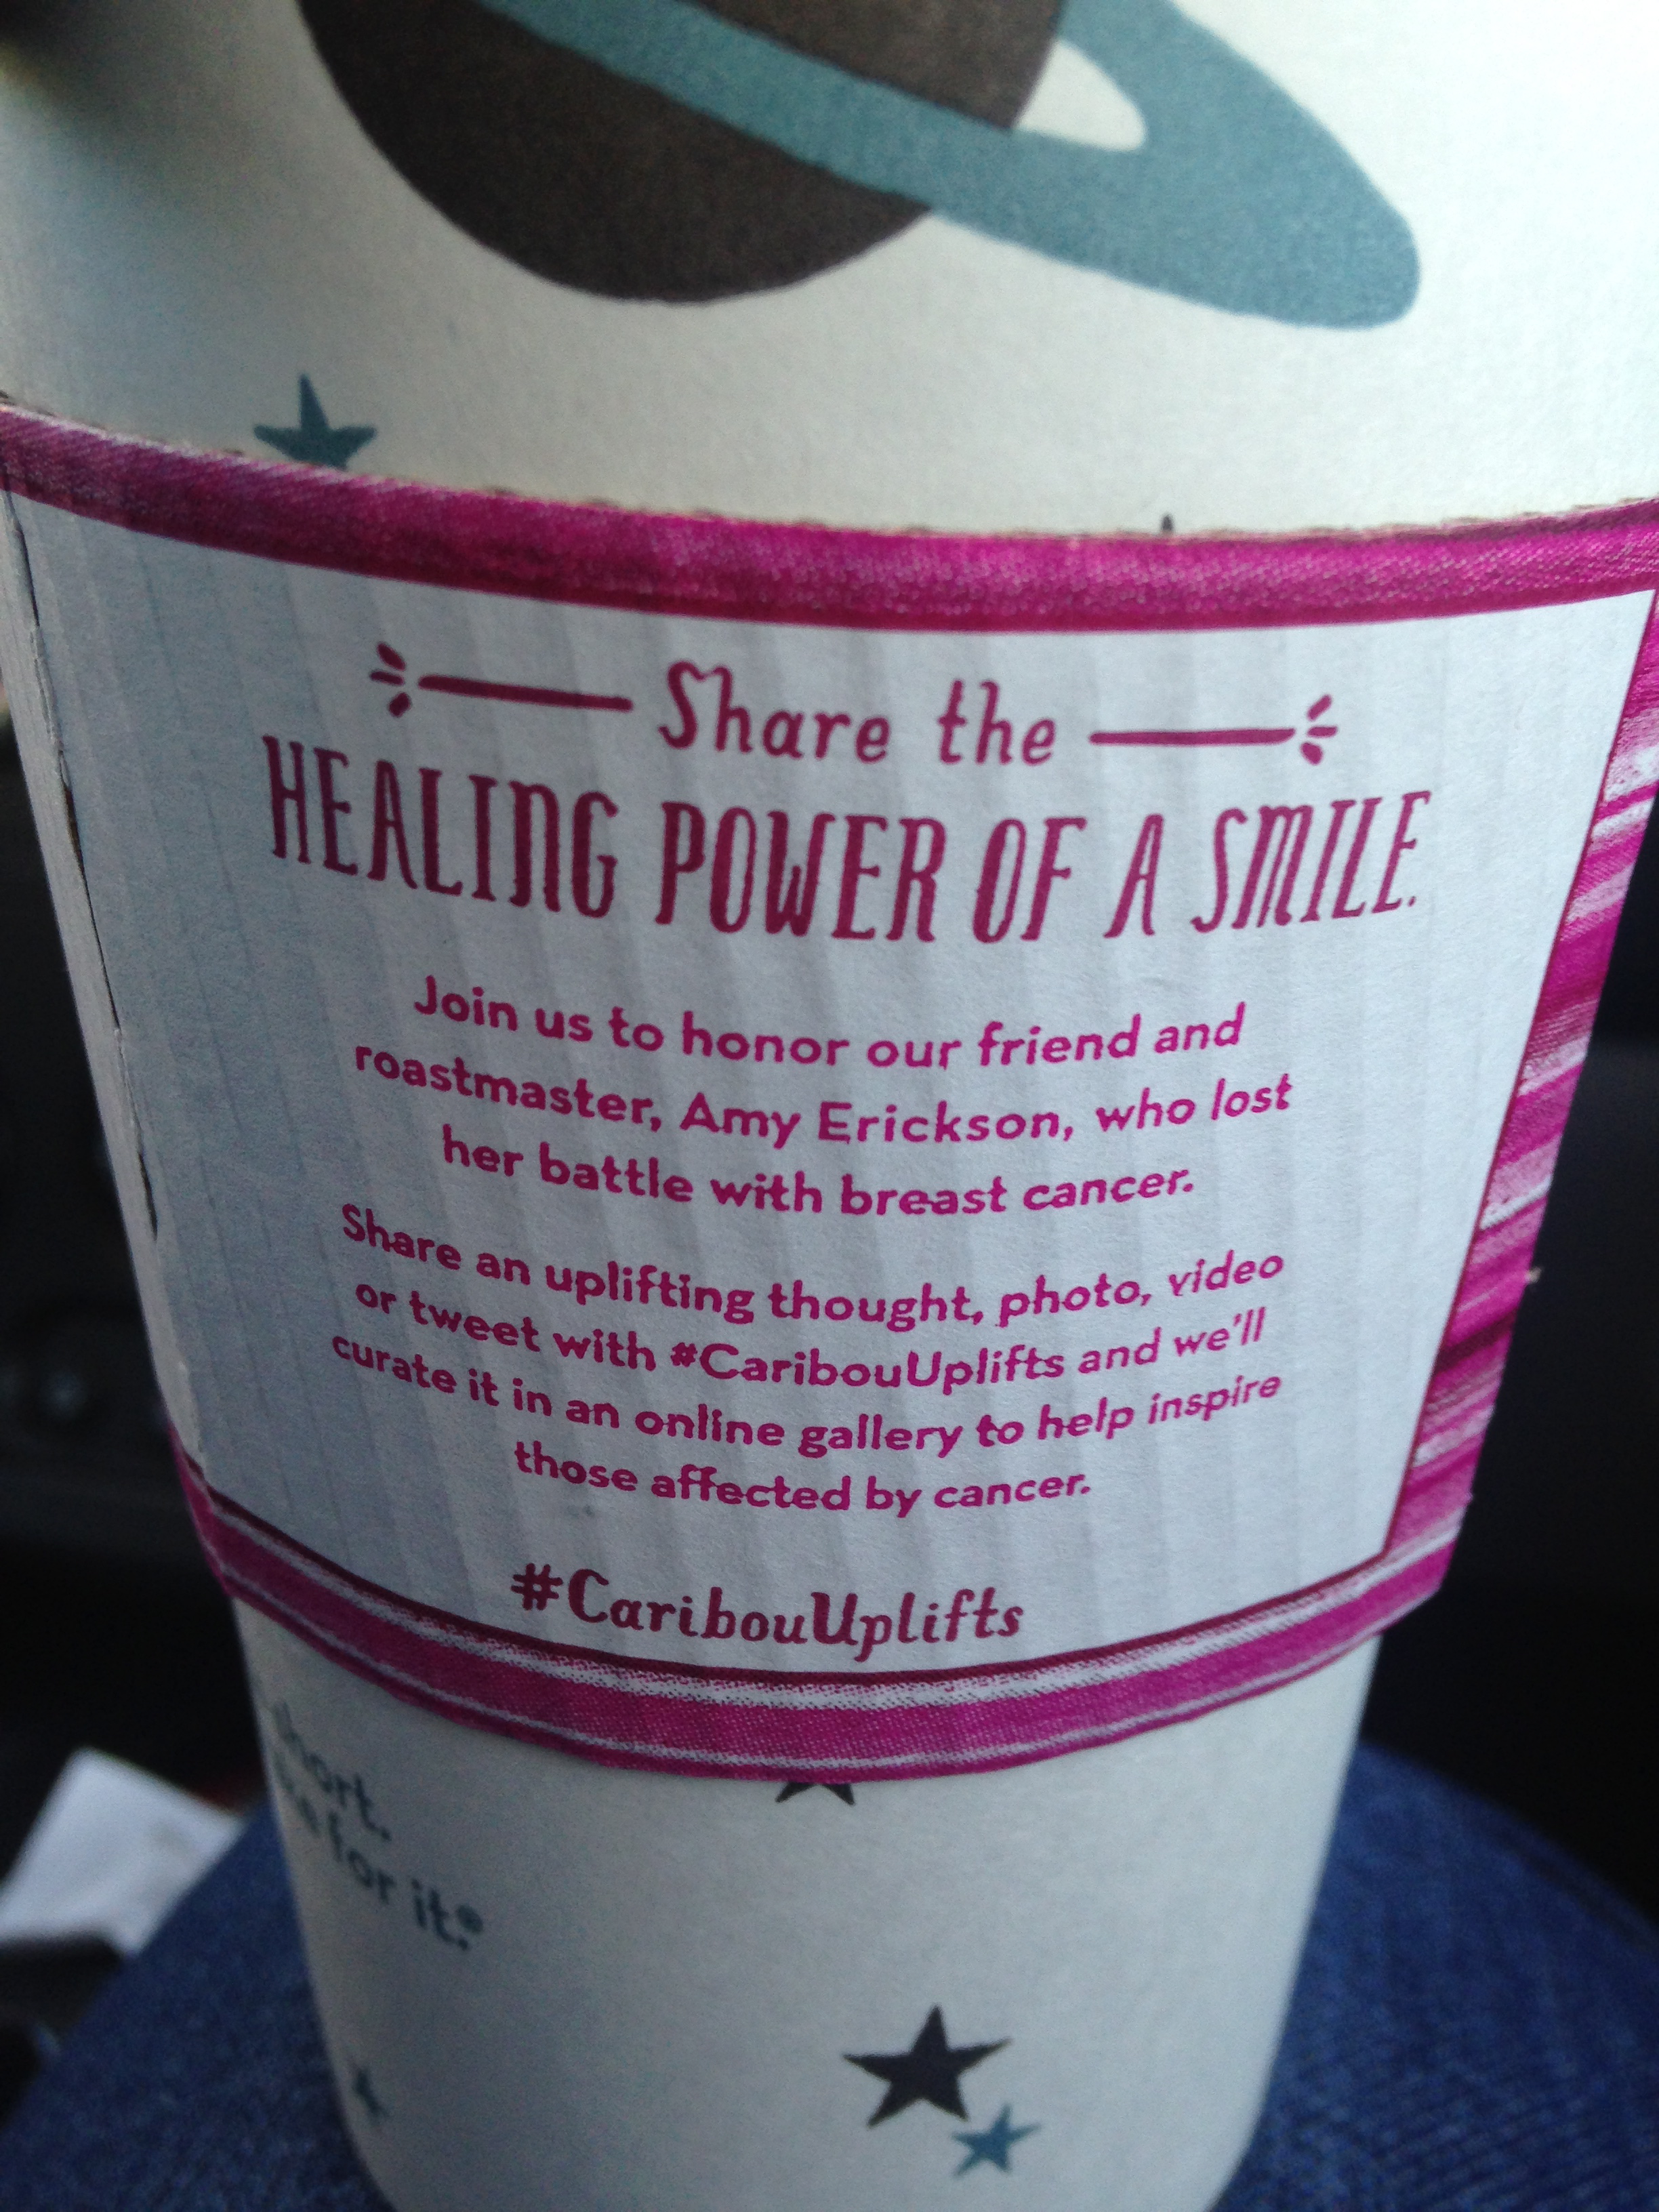 Share the
HEALING POWER OF A SMILE.
Join us to honor our friend and
roastmaster, Amy Erickson, who lost
her battle with breast cancer.
Share an uplifting thought, photo, video
or tweet with #CaribouUplifts and we'll
curate it in an online gallery to help inspire
those affected by cancer.
#CaribouUplifts
short.
for it.®